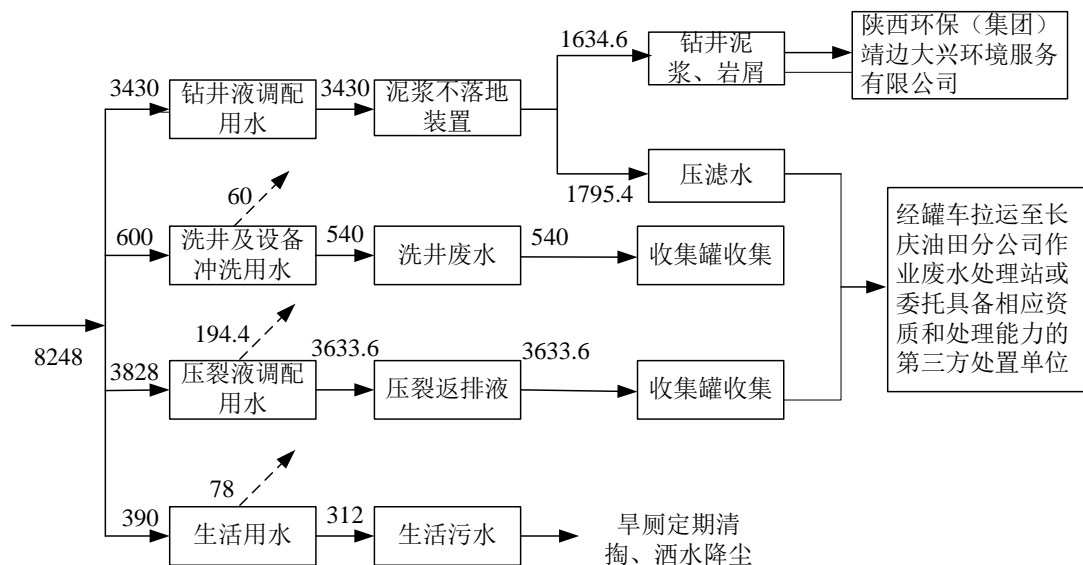 1634.6
钻井泥
浆、岩屑
陕西环保（集团）
靖边大兴环境服务
有限公司
3430
钻井液调配
用水
3430
泥浆不落地
装置
1795.4
压滤水
60
600
洗井及设备
冲洗用水
540
洗井废水
540
收集罐收集
经罐车拉运至长
庆油田分公司作
业废水处理站或
委托具备相应资
质和处理能力的
第三方处置单位
8248
194.4
3828
压裂液调配
用水
3633.6
压裂返排液
3633.6
收集罐收集
78
390
生活用水
312
生活污水
旱厕定期清
掏、洒水降尘